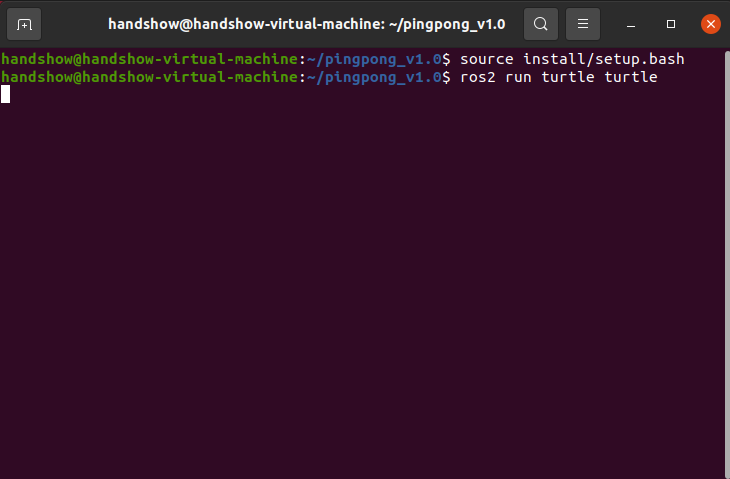 handshow@handshow-virtual-machine: ~/pingpong_v1.0
handshow@handshow-virtual-machine:~/pingpong_v1.0$ source install/setup.bash
handshow@handshow-virtual-machine:~/pingpong_v1.0$ ros2 run turtle turtle